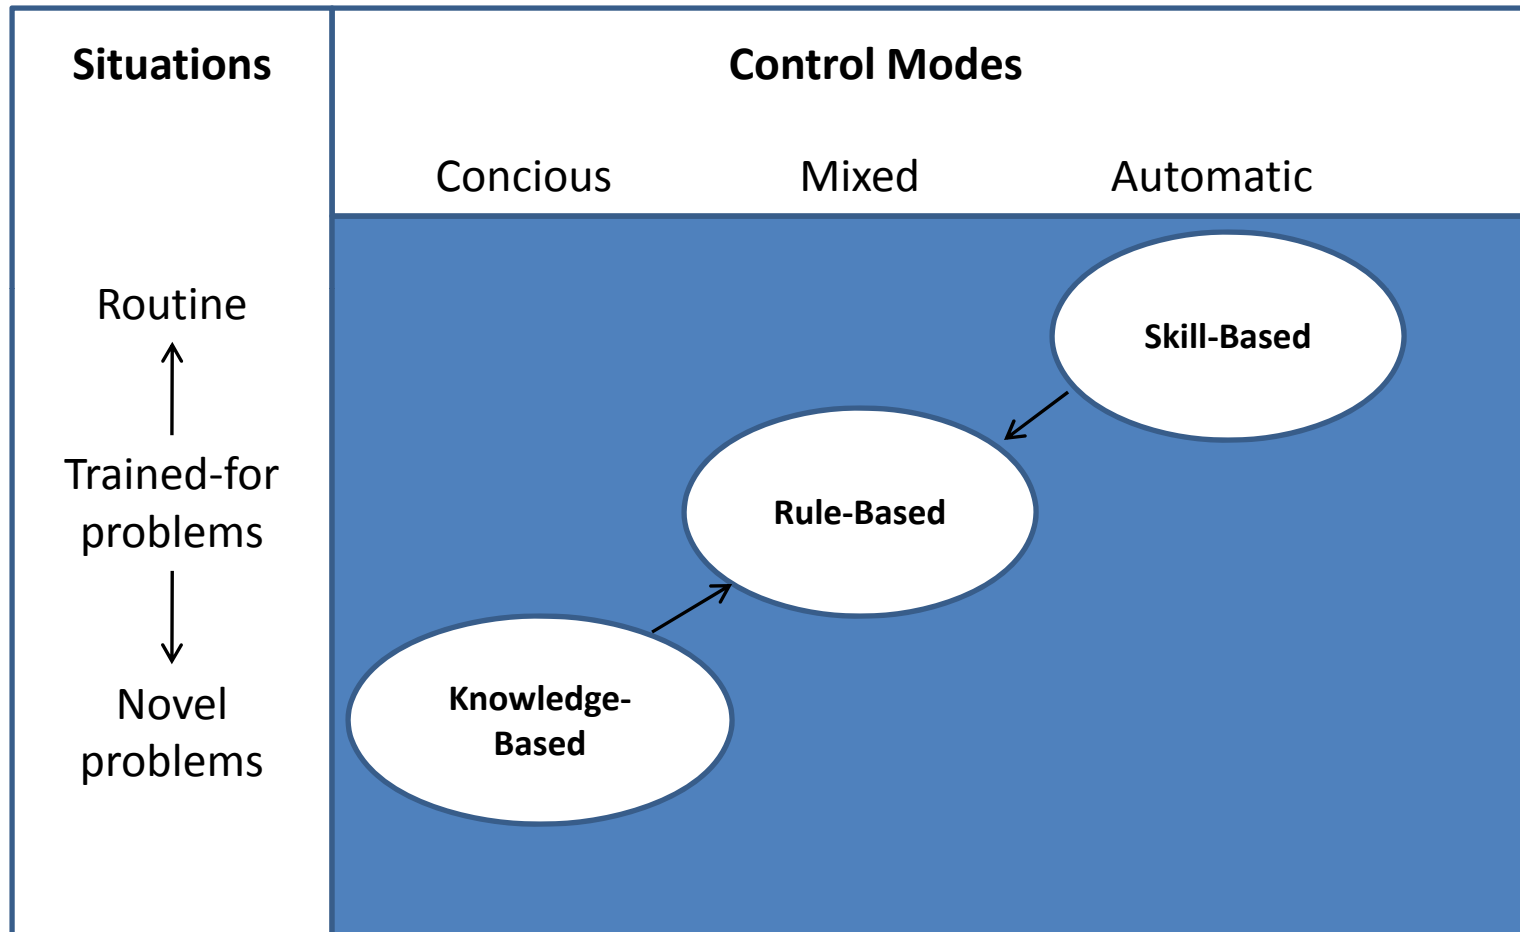 Situations
Control Modes
Concious
Mixed
Automatic
Routine
Trained-for
problems
Novel
problems
Skill-Based
Rule-Based
Knowledge-
Based